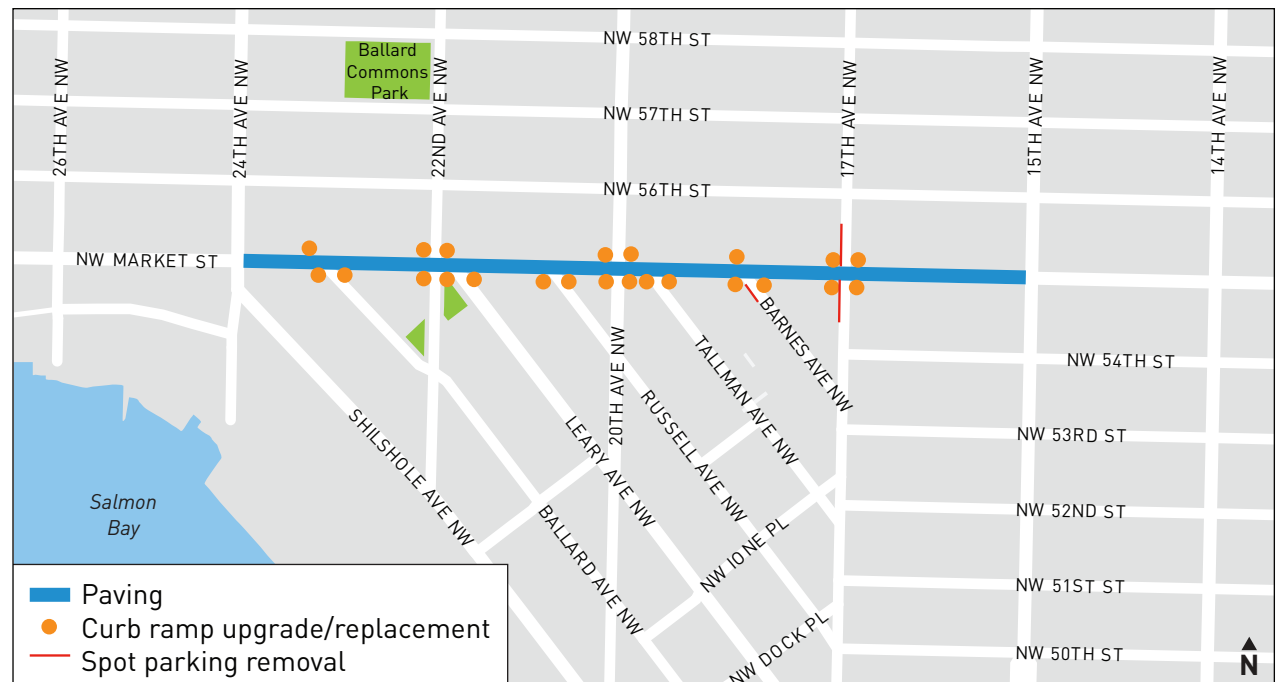 NW 58TH ST
Ballard
Commons
Park
26TH AVE NW
24TH AVE NW
22ND AVE NW
17TH AVE NW
15TH AVE NW
14TH AVE NW
NW 57TH ST
NW 56TH ST
NW MARKET ST
BARNES AVE NW
NW 54TH ST
20TH AVE NW
TALLMAN AVE NW
RUSSELL AVE NW
LEARY AVE NW
SHILSHOLE AVE NW
NW 53RD ST
Salmon
Bay
BALLARD AVE NW
NW IONE PL
NW 52ND ST
NW 51ST ST
NW DOCK PL
NW 50TH ST
Paving
Curb ramp upgrade/replacement
Spot parking removal
N